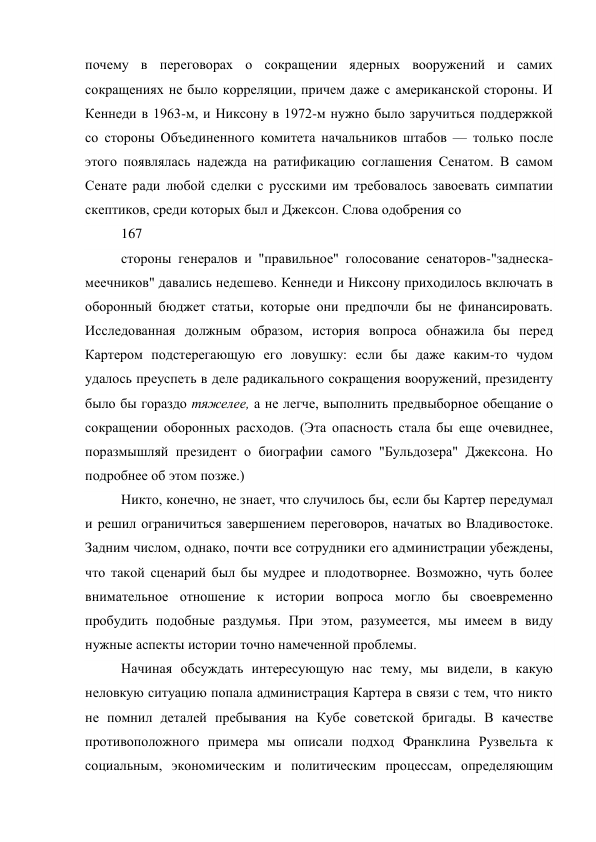 почему в переговорах о сокращении ядерных вооружений и самих
сокращениях не было корреляции, причем даже с американской стороны. И
Кеннеди в 1963-м, и Никсону в 1972-м нужно было заручиться поддержкой
со стороны Объединенного комитета начальников штабов — только после
этого появлялась надежда на ратификацию соглашения Сенатом. В самом
Сенате ради любой сделки с русскими им требовалось завоевать симпатии
скептиков, среди которых был и Джексон. Слова одобрения со
167
стороны генералов и "правильное" голосование сенаторов-"заднеска-
меечников" давались недешево. Кеннеди и Никсону приходилось включать в
оборонный бюджет статьи, которые они предпочли бы не финансировать.
Исследованная должным образом, история вопроса обнажила бы перед
Картером подстерегающую его ловушку: если бы даже каким-то чудом
удалось преуспеть в деле радикального сокращения вооружений, президенту
было бы гораздо тяжелее, а не легче, выполнить предвыборное обещание о
сокращении оборонных расходов. (Эта опасность стала бы еще очевиднее,
поразмышляй президент о биографии самого "Бульдозера" Джексона. Но
подробнее об этом позже.)
Никто, конечно, не знает, что случилось бы, если бы Картер передумал
и решил ограничиться завершением переговоров, начатых во Владивостоке.
Задним числом, однако, почти все сотрудники его администрации убеждены,
что такой сценарий был бы мудрее и плодотворнее. Возможно, чуть более
внимательное отношение к истории вопроса могло бы своевременно
пробудить подобные раздумья. При этом, разумеется, мы имеем в виду
нужные аспекты истории точно намеченной проблемы.
Начиная обсуждать интересующую нас тему, мы видели, в какую
неловкую ситуацию попала администрация Картера в связи с тем, что никто
не помнил деталей пребывания на Кубе советской бригады. В качестве
противоположного примера мы описали подход Франклина Рузвельта к
социальным, экономическим и политическим процессам, определяющим